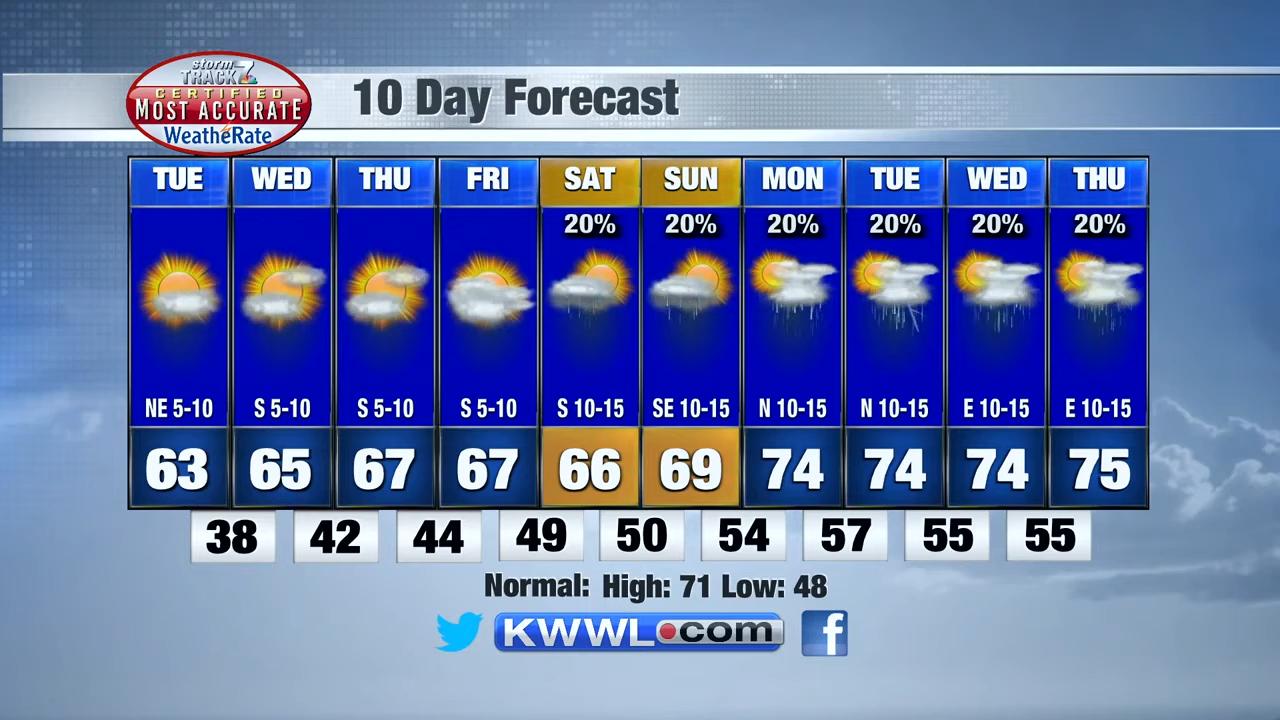 storm
TRACK 7
CERTIFIED
MOST ACCURATE
WeatheRate
10 Day Forecast
TUE WED THU FRI SAT SUN MON TUE WED THU
20% 20% 20% 20% 20% 20%
NE 5-10 S 5-10 S 5-10 S 5-10 S 10-15 SE 10-15 N 10-15 N 10-15 E 10-15 E 10-15
63 65 67 67 66 69 74 74 74 75
38 42 44 49 50 54 57 55 55
Normal: High: 71 Low: 48
KWWL.com f